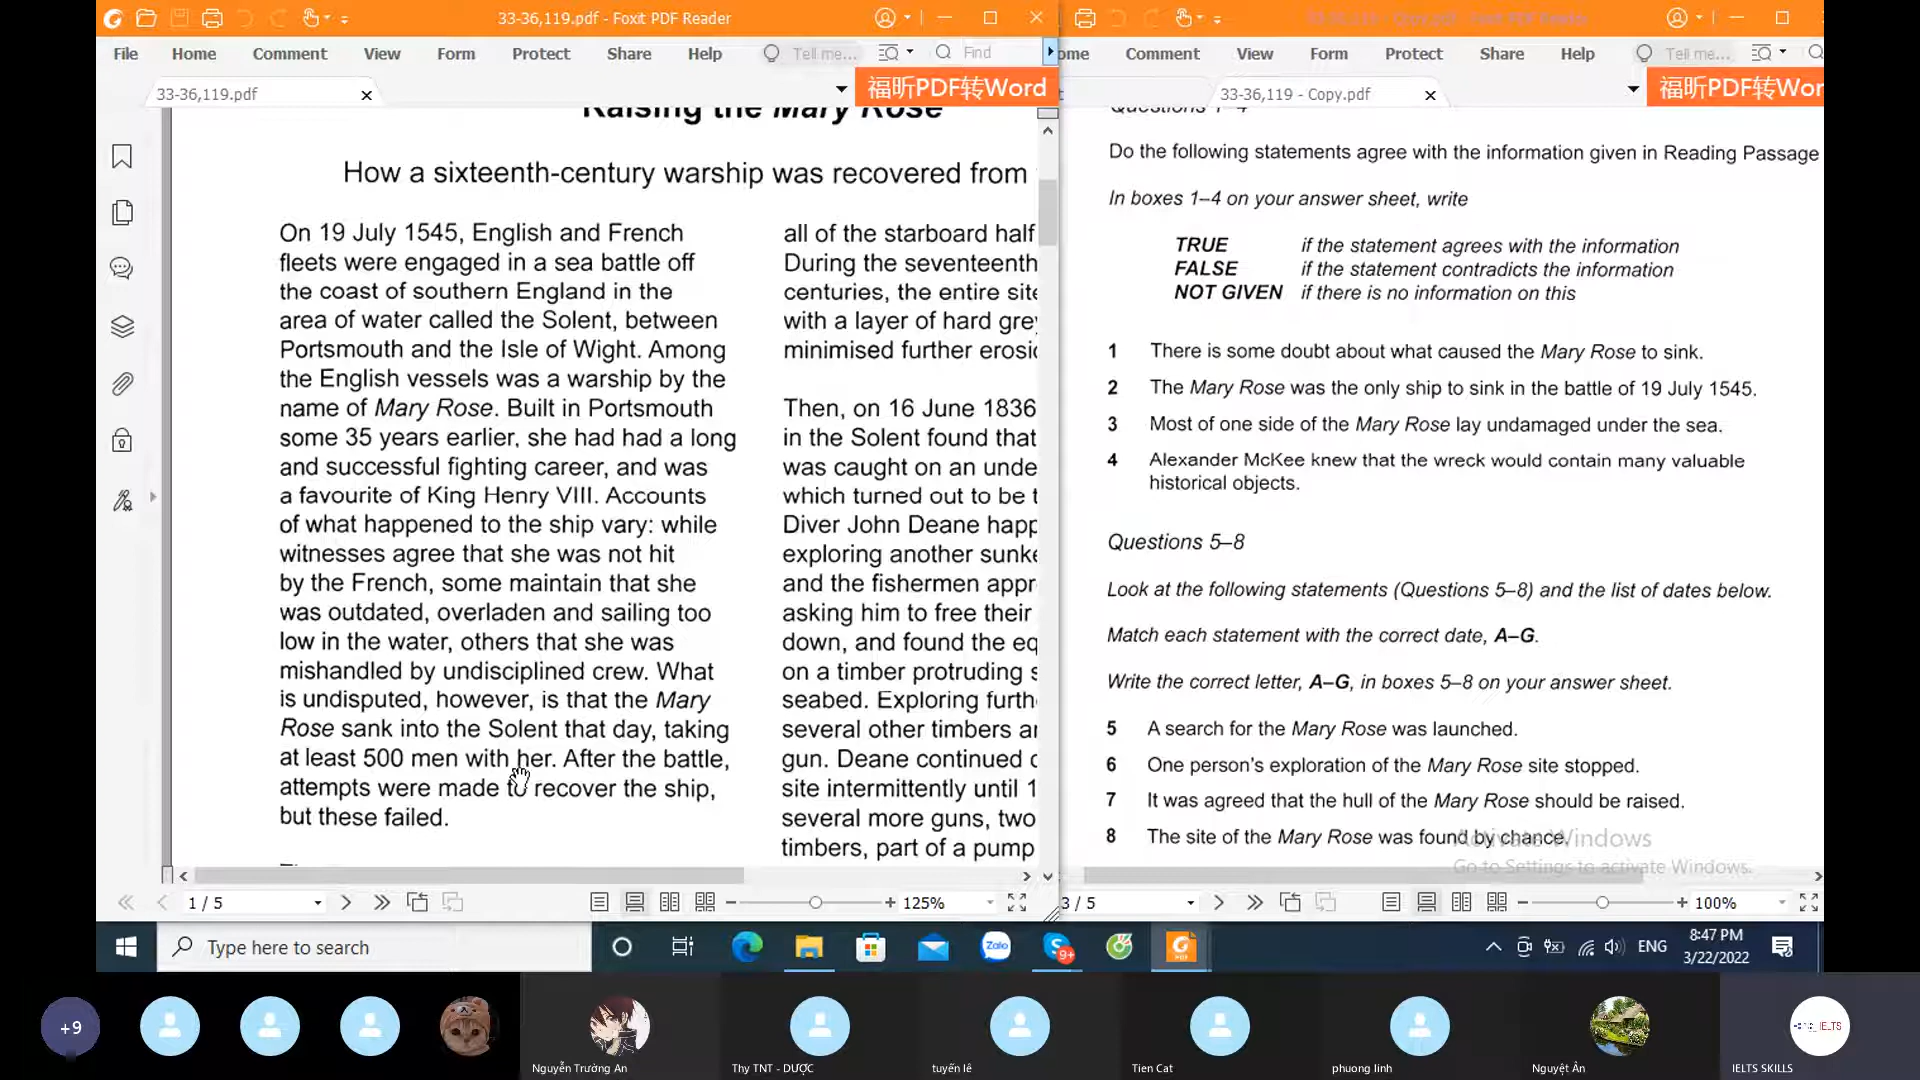 33-36,119.pdf - Foxit PDF Reader
File Home Comment View Form Protect Share Help Tell me... Find
33-36,119.pdf
福昕PDF转Word
Raising the Mary Rose
How a sixteenth-century warship was recovered from
On 19 July 1545, English and French
fleets were engaged in a sea battle off
the coast of southern England in the
area of water called the Solent, between
Portsmouth and the Isle of Wight. Among
the English vessels was a warship by the
name of Mary Rose. Built in Portsmouth
some 35 years earlier, she had had a long
and successful fighting career, and was
a favourite of King Henry VIII. Accounts
of what happened to the ship vary: while
witnesses agree that she was not hit
by the French, some maintain that she
was outdated, overladen and sailing too
low in the water, others that she was
mishandled by undisciplined crew. What
is undisputed, however, is that the Mary
Rose sank into the Solent that day, taking
at least 500 men with her. After the battle,
attempts were made to recover the ship,
but these failed.
all of the starboard half
During the seventeenth
centuries, the entire site
with a layer of hard grey
minimised further erosio
Then, on 16 June 1836
in the Solent found that
was caught on an unde
which turned out to be t
Diver John Deane happ
exploring another sunke
and the fishermen appr
asking him to free their
down, and found the eq
on a timber protruding s
seabed. Exploring furth
several other timbers a
gun. Deane continued
site intermittently until 1
several more guns, two
timbers, part of a pump
1 / 5
125%
33-36,119 - Copy.pdf - Foxit PDF Reader
ome Comment View Form Protect Share Help Tell me...
33-36,119 - Copy.pdf
福昕PDF转Wor
Questions 1–4
Do the following statements agree with the information given in Reading Passage
In boxes 1–4 on your answer sheet, write
TRUE if the statement agrees with the information
FALSE if the statement contradicts the information
NOT GIVEN if there is no information on this
1 There is some doubt about what caused the Mary Rose to sink.
2 The Mary Rose was the only ship to sink in the battle of 19 July 1545.
3 Most of one side of the Mary Rose lay undamaged under the sea.
4 Alexander McKee knew that the wreck would contain many valuable
historical objects.
Questions 5–8
Look at the following statements (Questions 5–8) and the list of dates below.
Match each statement with the correct date, A–G.
Write the correct letter, A–G, in boxes 5–8 on your answer sheet.
5 A search for the Mary Rose was launched.
6 One person's exploration of the Mary Rose site stopped.
7 It was agreed that the hull of the Mary Rose should be raised.
8 The site of the Mary Rose was found by chance.
Activate Windows
Go to Settings to activate Windows.
3 / 5
100%
Type here to search
Zalo
9+
ENG
8:47 PM
3/22/2022
+9
Nguyễn Trường An
Thy TNT - DƯỢC
tuyến lê
Tien Cat
phuong linh
Nguyệt Ân
IELTS
IELTS SKILLS